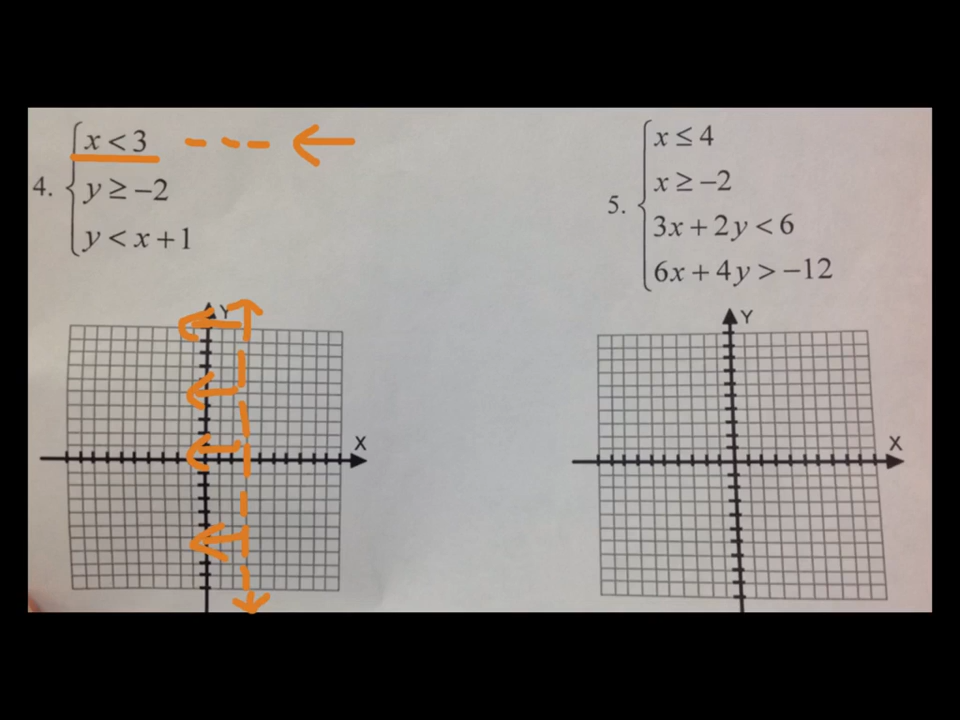 4. x < 3
y ≥ −2
y < x + 1
5. x ≤ 4
x ≥ −2
3x + 2y < 6
6x + 4y > −12
Y
X
Y
X